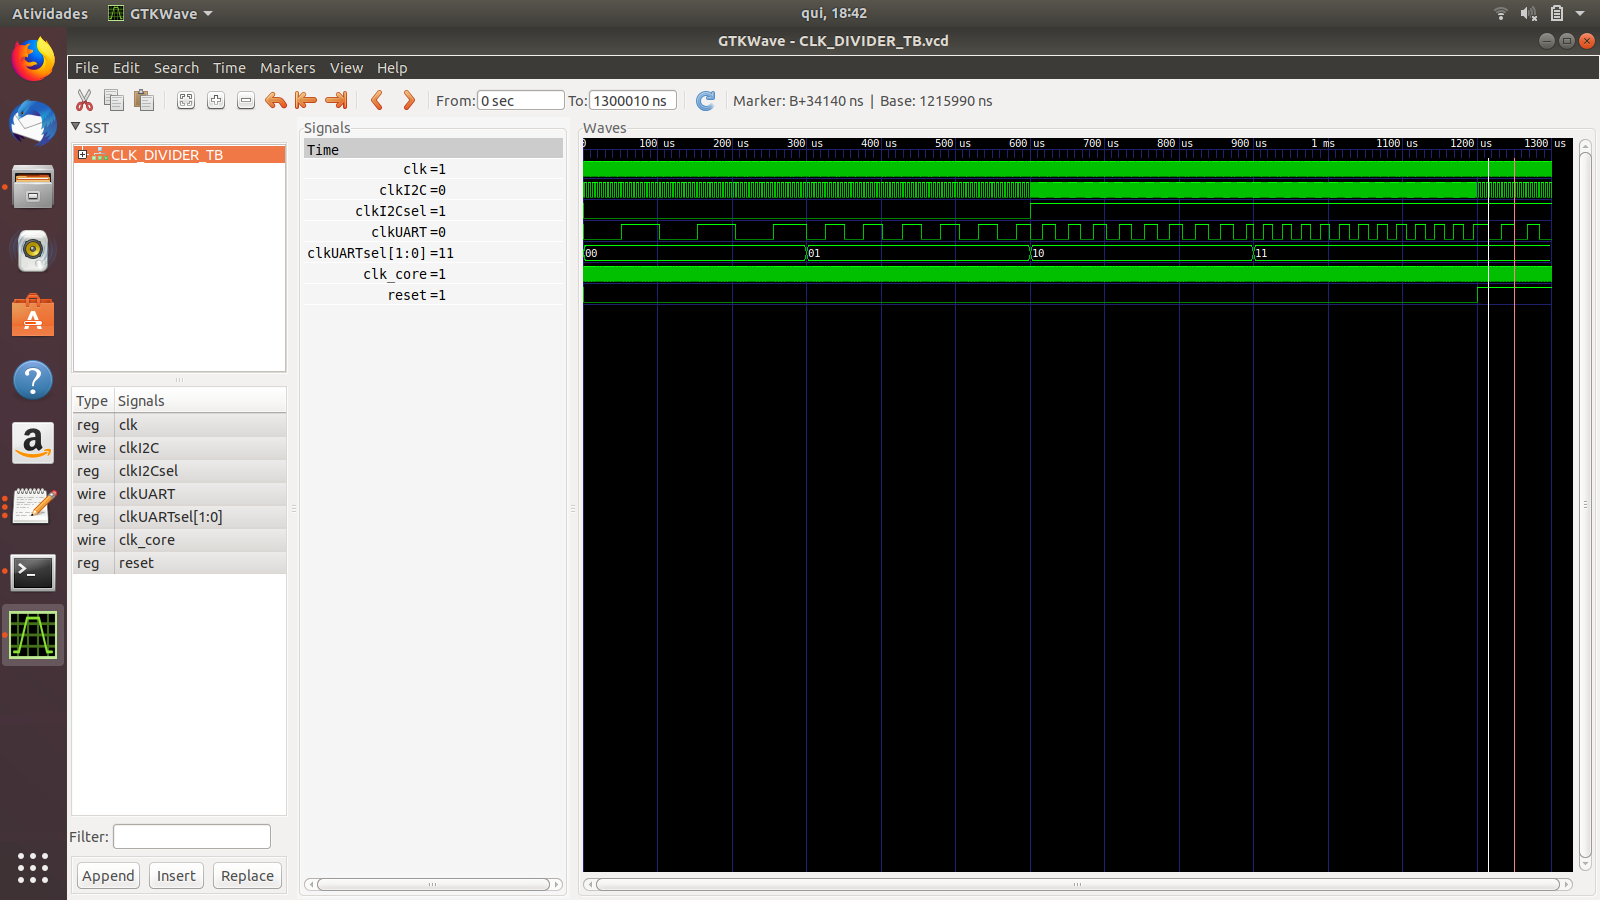 Atividades GTKWave qui, 18:42
GTKWave - CLK_DIVIDER_TB.vcd
File Edit Search Time Markers View Help
From: 0 sec To: 1300010 ns Marker: B+34140 ns | Base: 1215990 ns
SST
CLK_DIVIDER_TB
Type Signals
reg clk
wire clkI2C
reg clkI2Csel
wire clkUART
reg clkUARTsel[1:0]
wire clk_core
reg reset
Filter:
Append Insert Replace
Signals
Time
clk=1
clkI2C=0
clkI2Csel=1
clkUART=0
clkUARTsel[1:0]=11
clk_core=1
reset=1
Waves
0 100 us 200 us 300 us 400 us 500 us 600 us 700 us 800 us 900 us 1 ms 1100 us 1200 us 1300 us
00 01 10 11